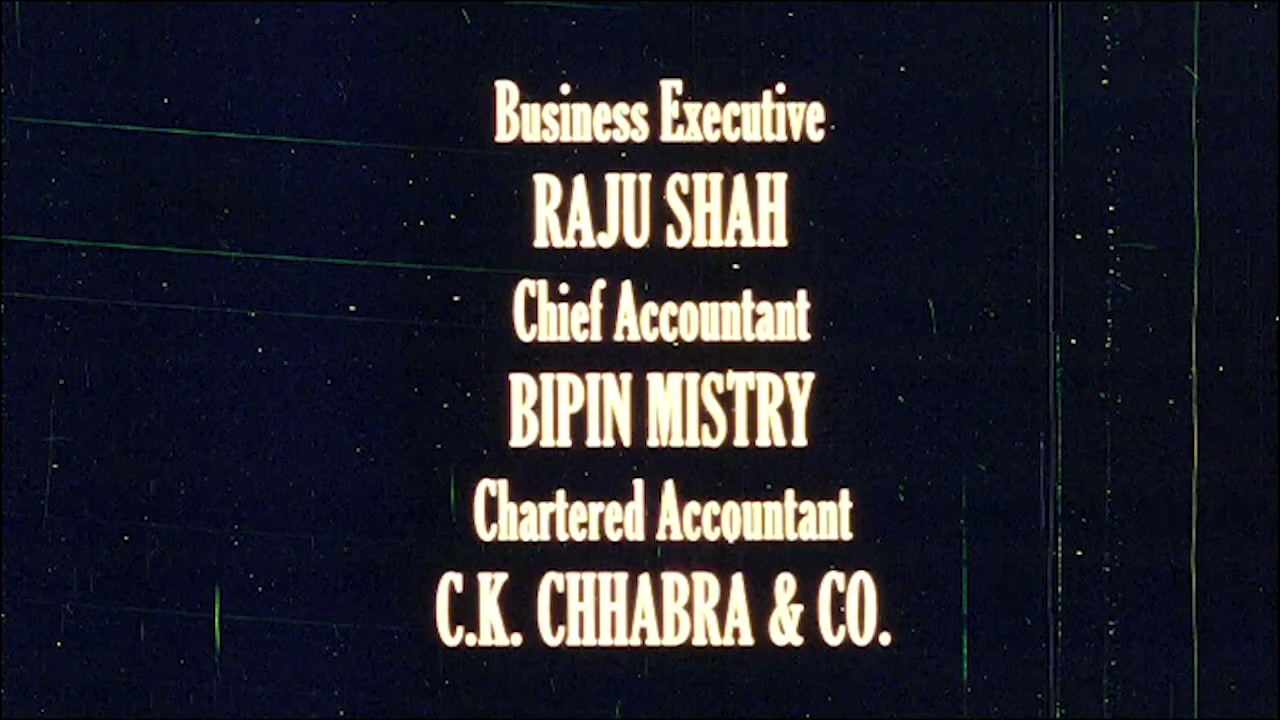 Business Executive
RAJU SHAH
Chief Accountant
BIPIN MISTRY
Chartered Accountant
C.K. CHHABRA & CO.